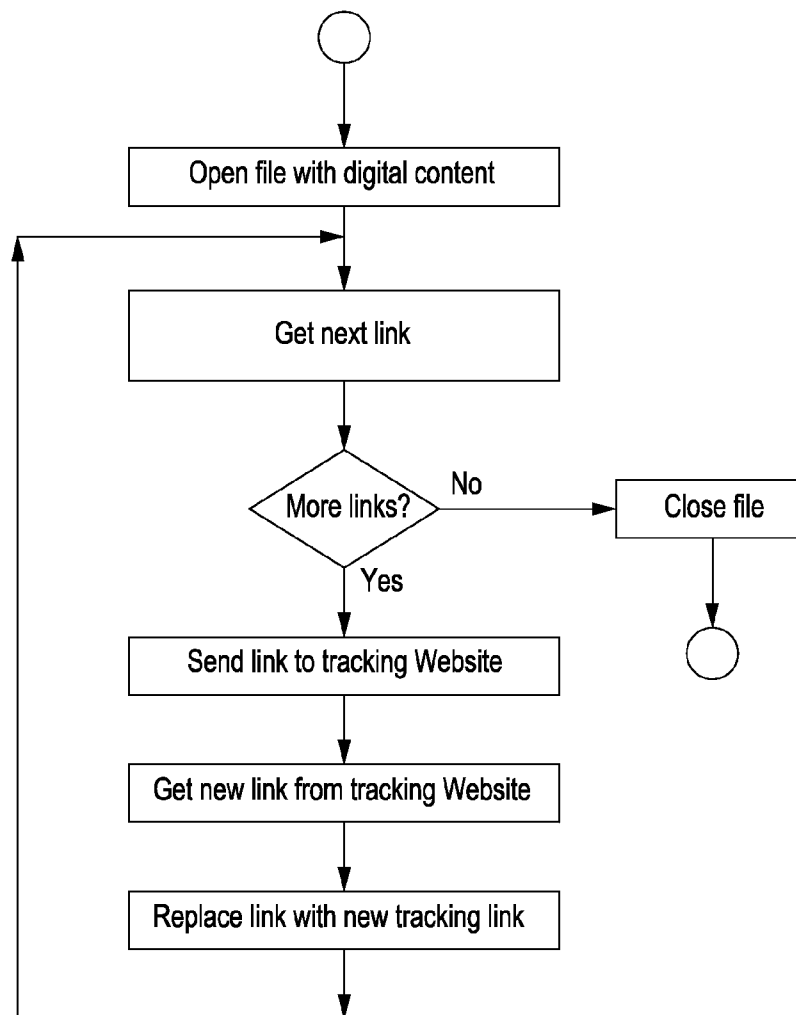 Open file with digital content
Get next link
More links?
No
Close file
Yes
Send link to tracking Website
Get new link from tracking Website
Replace link with new tracking link